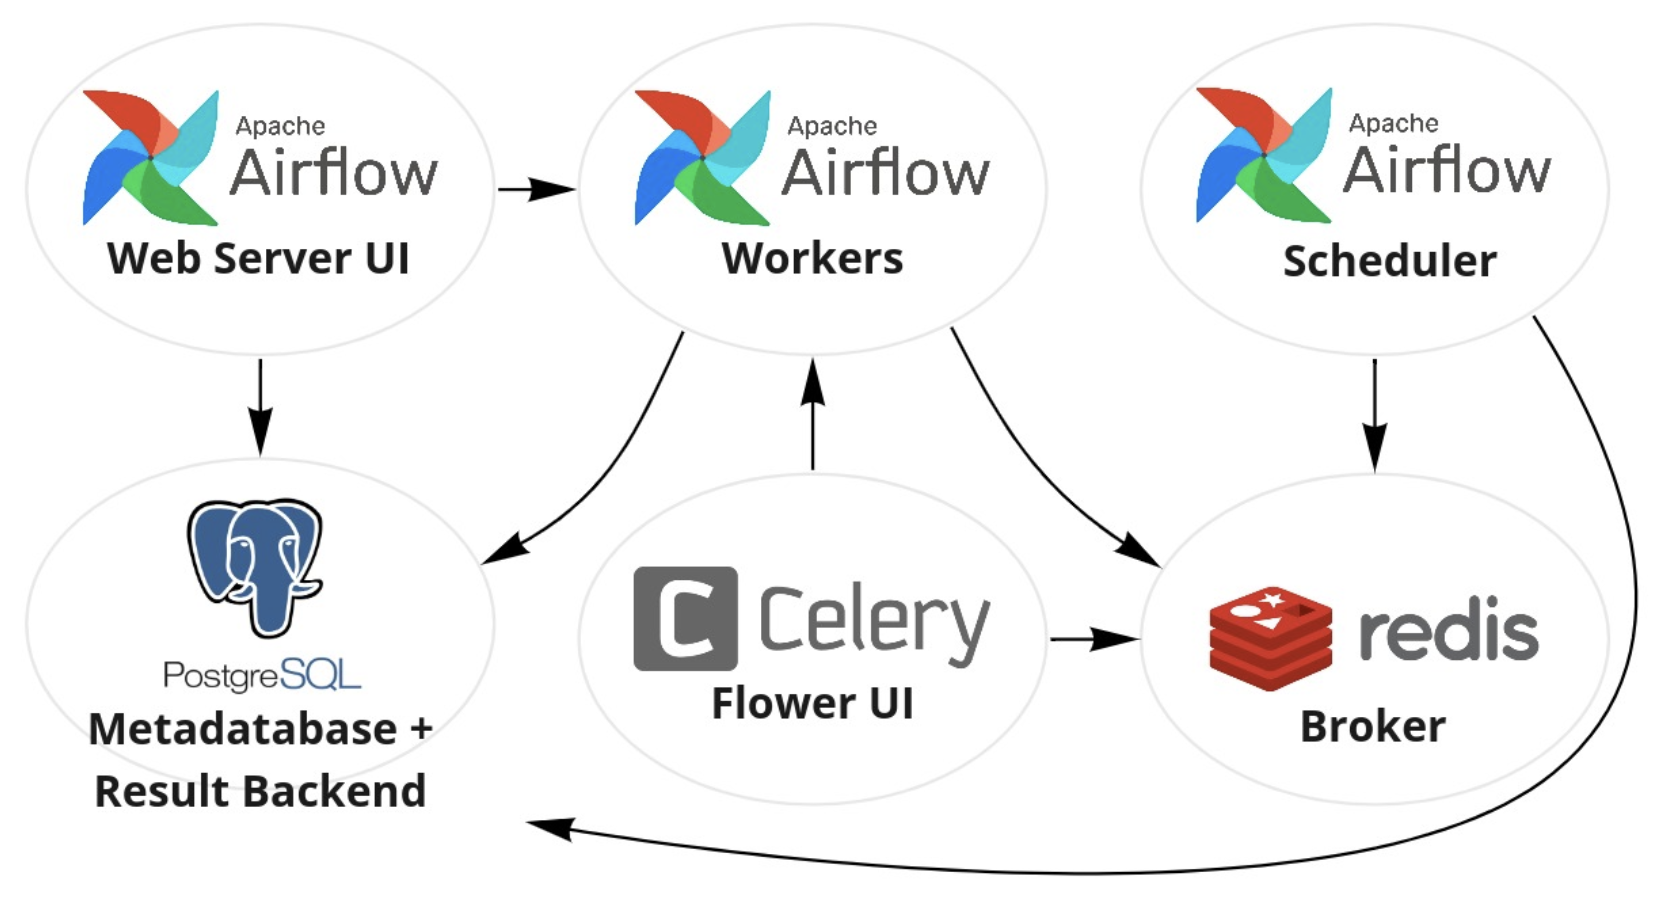 Apache
Airflow
Web Server UI
Apache
Airflow
Workers
Apache
Airflow
Scheduler
PostgreSQL
Metadatabase +
Result Backend
C Celery
Flower UI
redis
Broker